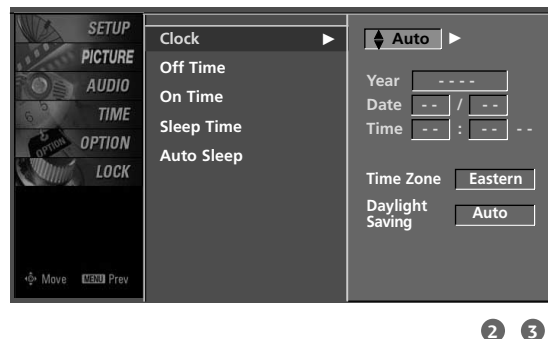 SETUP
PICTURE
AUDIO
TIME
OPTION
LOCK
Move MENU Prev
Clock ▶
Off Time
On Time
Sleep Time
Auto Sleep
Auto ▶
Year - - - -
Date - - / - -
Time - - : - - - -
Time Zone Eastern
Daylight
Saving Auto
2 3